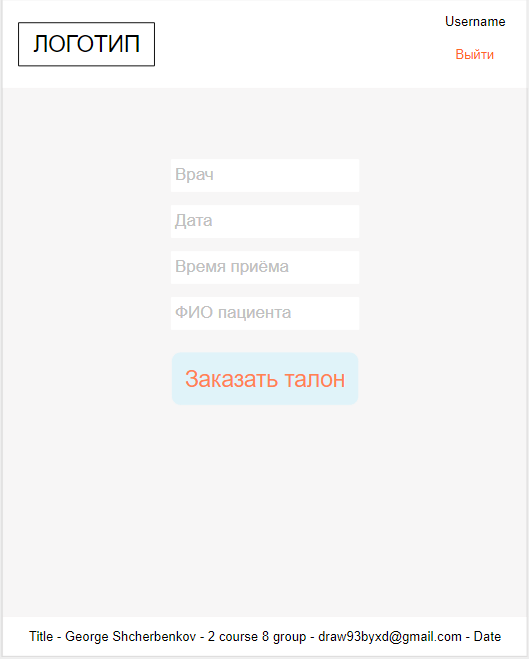 ЛОГОТИП
Username
Выйти
Врач
Дата
Время приёма
ФИО пациента
Заказать талон
Title - George Shcherbenkov - 2 course 8 group - draw93byxd@gmail.com - Date